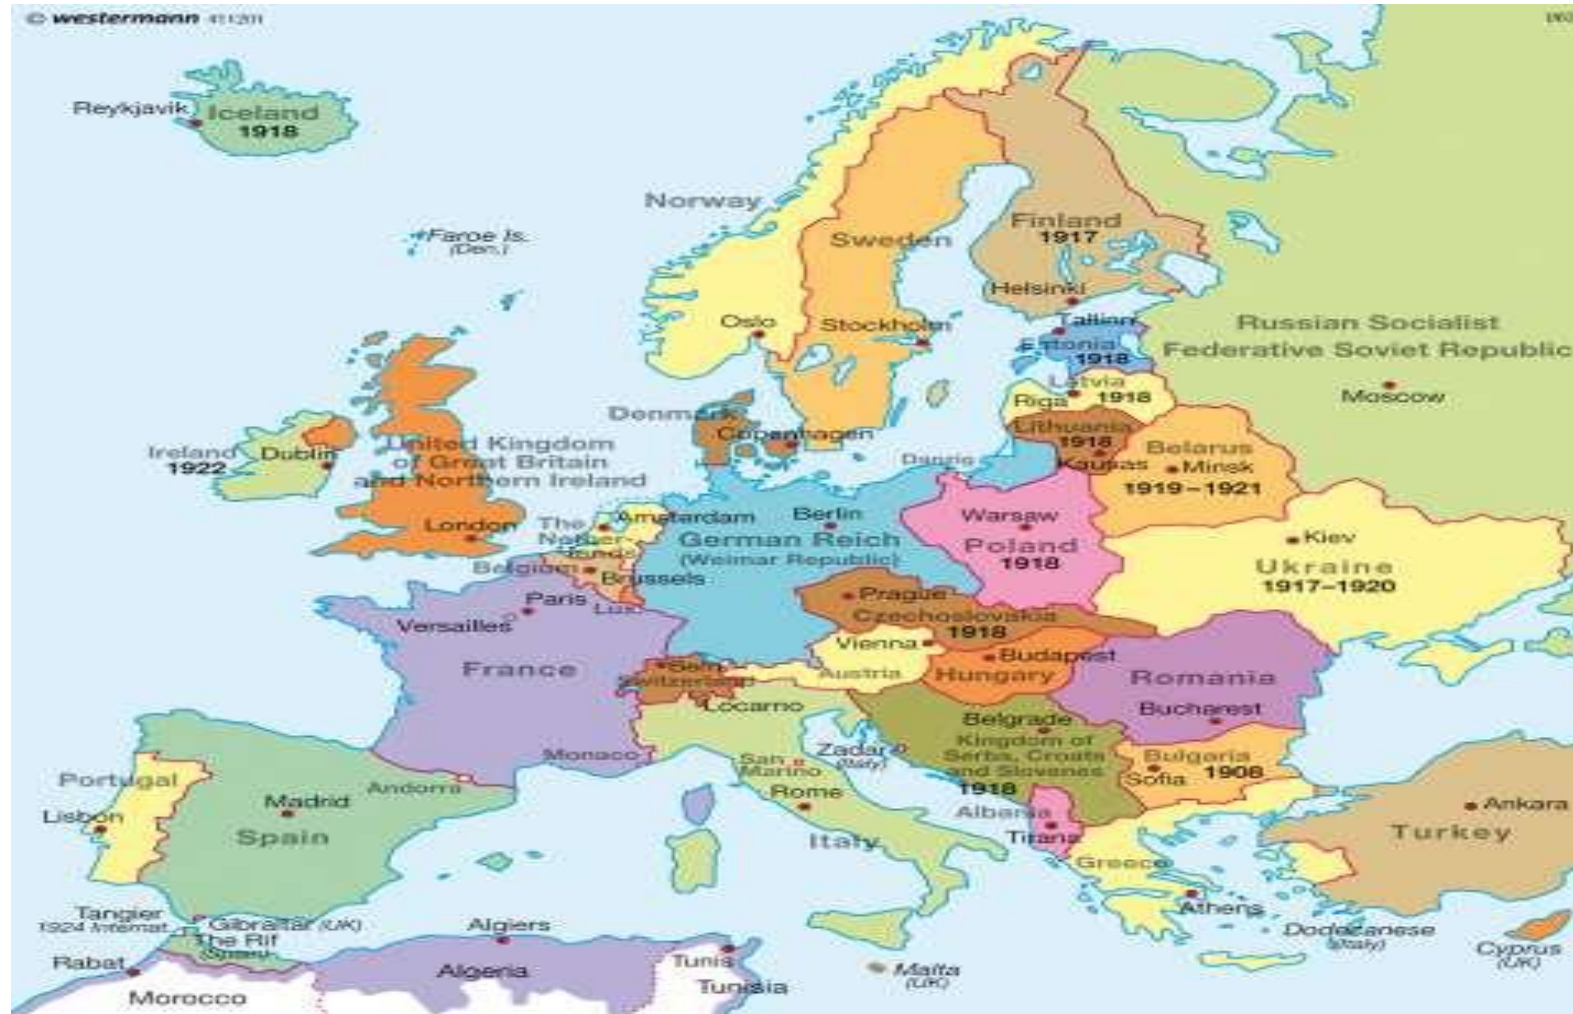 © westermann
Reykjavik
Iceland
1918
Norway
Faroe Is.
(Den.)
Sweden
Finland
1917
Helsinki
Oslo
Stockholm
Tallinn
Estonia
1918
Russian Socialist
Federative Soviet Republic
Moscow
Latvia
Riga
1918
Lithuania
1918
Kaunas
Belarus
Minsk
1919–1921
Denmark
Copenhagen
Ireland
1922
Dublin
United Kingdom
of Great Britain
and Northern Ireland
London
Danzig
The
Nether-
lands
Amsterdam
Berlin
German Reich
(Weimar Republic)
Warsaw
Poland
1918
Kiev
Ukraine
1917–1920
Belgium
Brussels
Lux.
Paris
Versailles
France
Prague
Czechoslovakia
1918
Vienna
Austria
Budapest
Hungary
Bern
Switzerland
Locarno
Romania
Bucharest
Belgrade
Kingdom of
Serbs, Croats
and Slovenes
1918
Zadar
(Italy)
Bulgaria
1908
Sofia
Monaco
San
Marino
Rome
Italy
Andorra
Portugal
Lisbon
Madrid
Spain
Albania
Tirana
Greece
Athens
Ankara
Turkey
Dodecanese
(Italy)
Cyprus
(UK)
Tangier
1924 Internat.
Gibraltar (UK)
The Rif
(Spain)
Rabat
Morocco
Algiers
Algeria
Tunis
Tunisia
Malta
(UK)